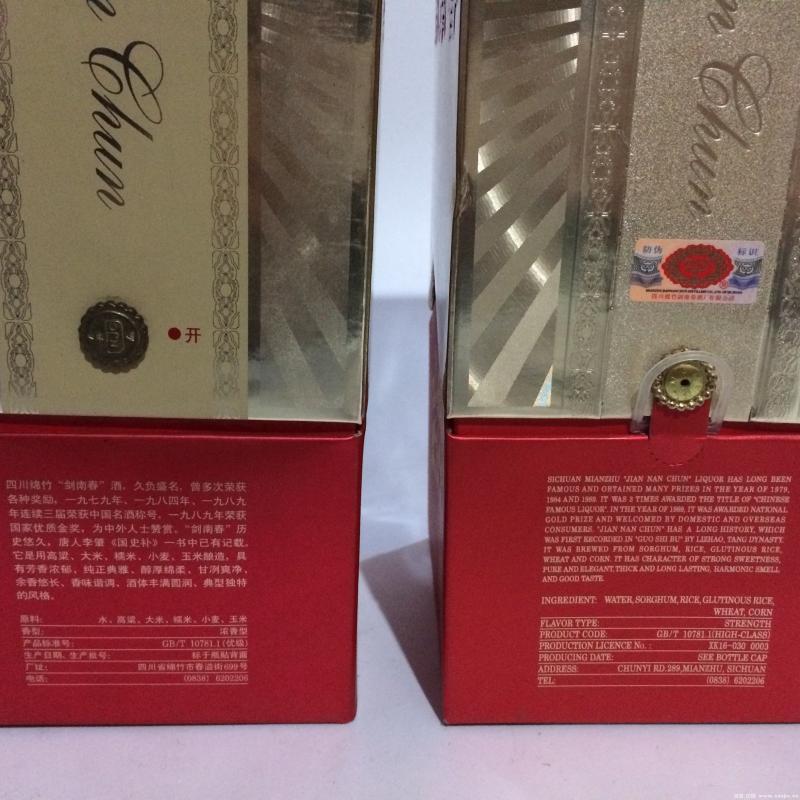 n Chun
开
四川绵竹“剑南春”酒，久负盛名，曾多次荣获
各种奖励。一九七九年、一九八四年、一九八九
年连续三届荣获中国名酒称号，一九八九年荣获
国家优质金奖，为中外人士赞赏。“剑南春”历
史悠久，唐人李肇《国史补》一书中已有记载。
它是用高粱、大米、糯米、小麦、玉米酿造，具
有芳香浓郁、纯正典雅、醇厚绵柔、甘洌爽净，
余香悠长、香味谐调、酒体丰满圆润、典型独特
的风格。
原料： 水、高粱、大米、糯米、小麦、玉米
香型： 浓香型
产品标准号： GB/T 10781.1(优级)
生产日期、生产批号： 标于瓶贴背面
厂址： 四川省绵竹市春溢街699号
电话： (0838) 6202206
n Chun
防伪 标识
四川绵竹剑南春酒厂有限公司
SICHUAN MIANZHU "JIAN NAN CHUN" LIQUOR HAS LONG BEEN
FAMOUS AND OBTAINED MANY PRIZES IN THE YEAR OF 1979,
1984 AND 1989. IT WAS 3 TIMES AWARDED THE TITLE OF "CHINESE
FAMOUS LIQUOR". IN THE YEAR OF 1989, IT WAS AWARDED NATIONAL
GOLD PRIZE AND WELCOMED BY DOMESTIC AND OVERSEAS
CONSUMERS. "JIAN NAN CHUN" HAS A LONG HISTORY, WHICH
WAS FIRST RECORDED IN "GUO SHI BU" BY LIZHAO, TANG DYNASTY.
IT WAS BREWED FROM SORGHUM, RICE, GLUTINOUS RICE,
WHEAT AND CORN. IT HAS CHARACTER OF STRONG SWEETNESS,
PURE AND ELEGANT, THICK AND LONG LASTING, HARMONIC SMELL
AND GOOD TASTE.
INGREDIENT: WATER, SORGHUM, RICE, GLUTINOUS RICE,
WHEAT, CORN
FLAVOR TYPE: STRENGTH
PRODUCT CODE: GB/T 10781.1(HIGH-CLASS)
PRODUCTION LICENCE No. : XK16-030 0003
PRODUCING DATE: SEE BOTTLE CAP
ADDRESS: CHUNYI RD.289,MIANZHU, SICHUAN
TEL: (0838) 6202206